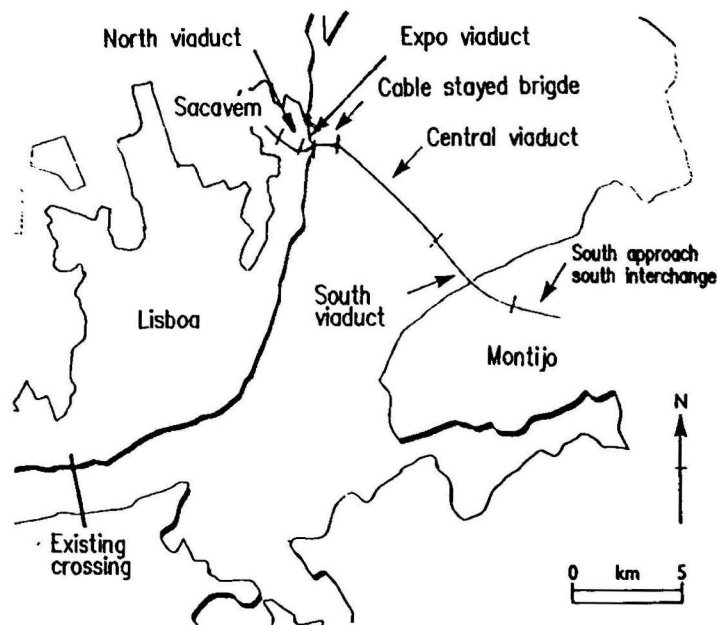 North viaduct
Expo viaduct
Cable stayed brigde
Sacavem
Central viaduct
South approach
south interchange
South
viaduct
Lisboa
Montijo
N
Existing
crossing
0 km 5